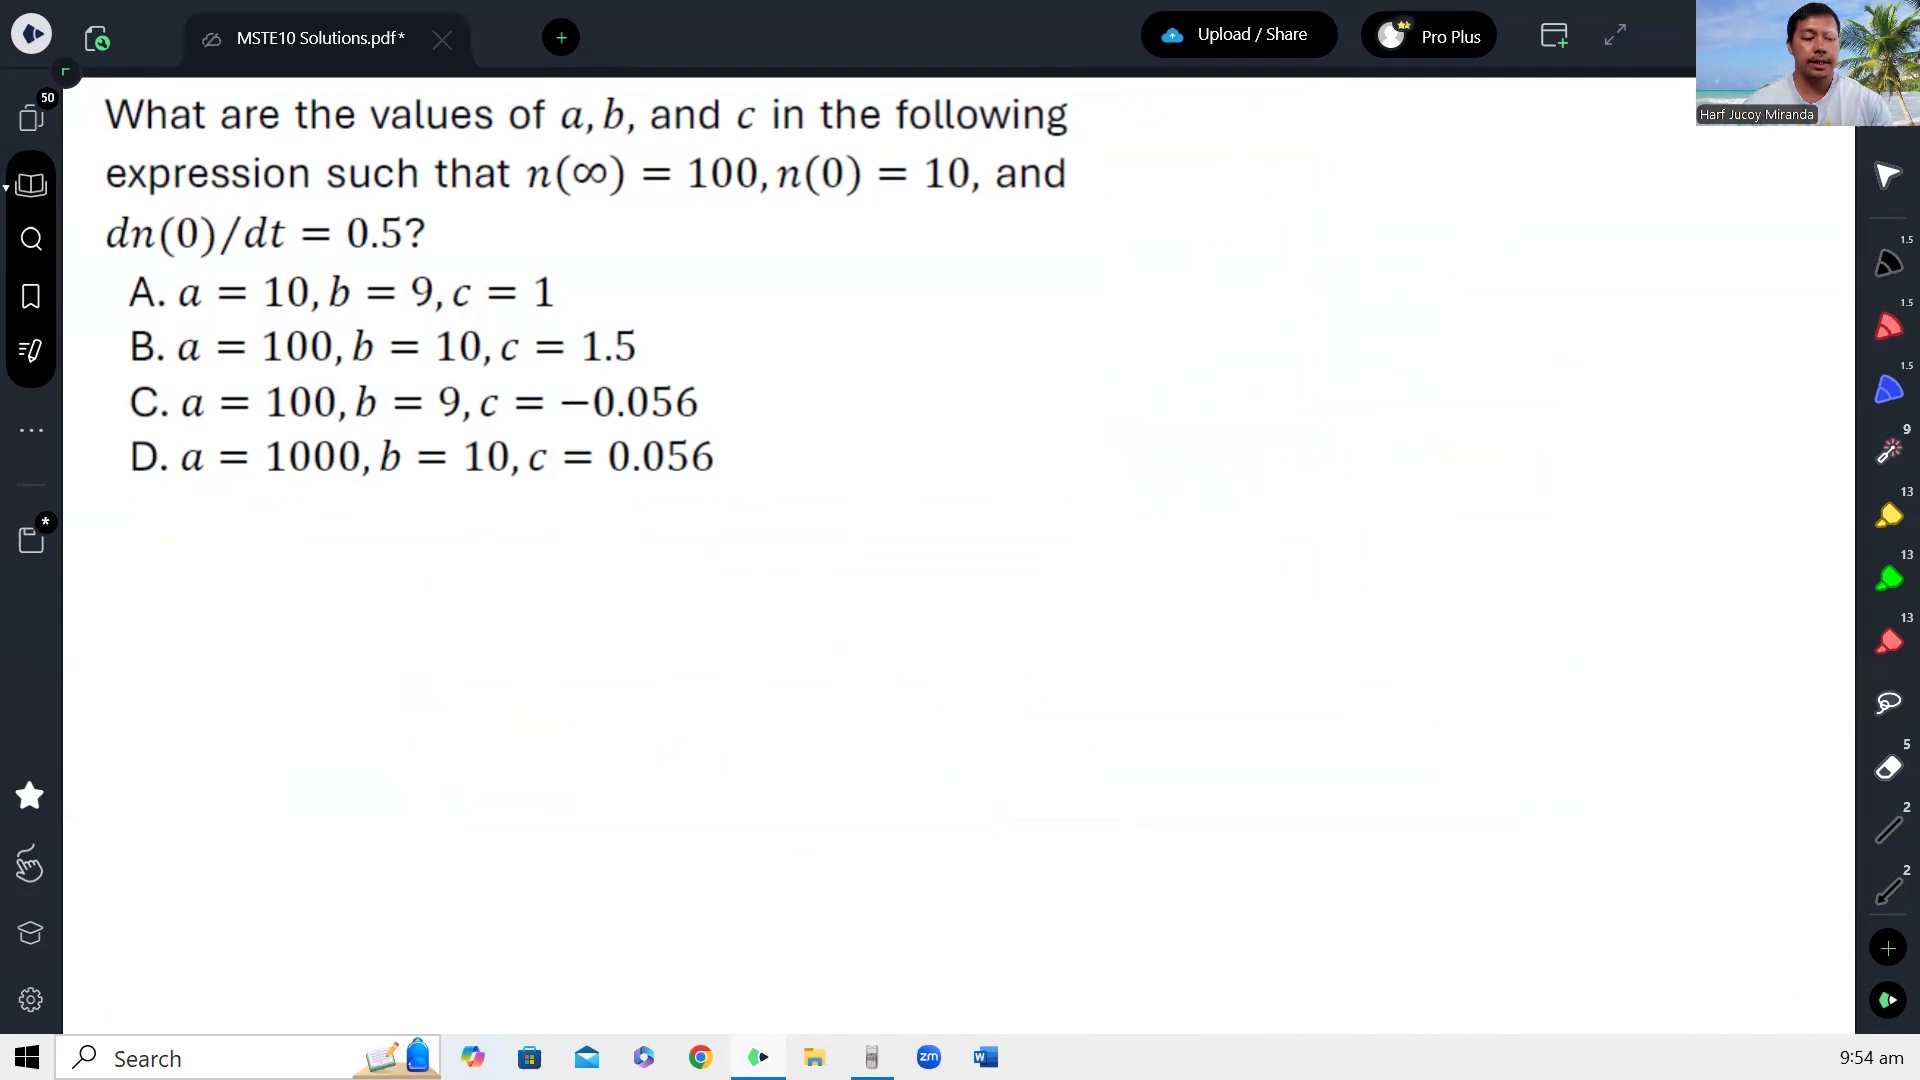 MSTE10 Solutions.pdf*
Upload / Share
Pro Plus
Harf Jucoy Miranda
50
What are the values of a, b, and c in the following
expression such that n(∞) = 100, n(0) = 10, and
dn(0)/dt = 0.5?
A. a = 10, b = 9, c = 1
B. a = 100, b = 10, c = 1.5
C. a = 100, b = 9, c = −0.056
D. a = 1000, b = 10, c = 0.056
1.5
1.5
1.5
9
13
13
13
5
2
2
Search
zm
W
9:54 am